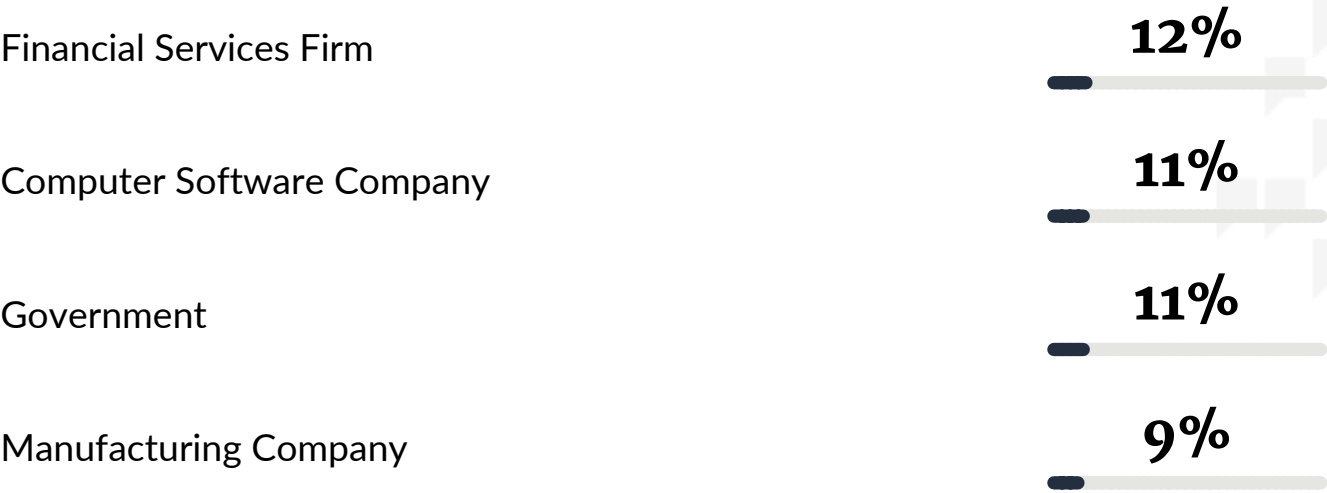 Financial Services Firm 12%
Computer Software Company 11%
Government 11%
Manufacturing Company 9%